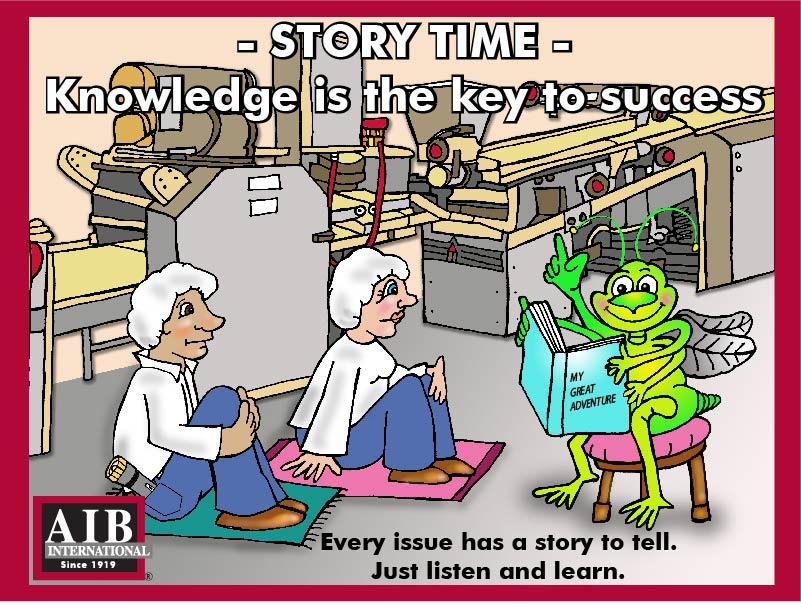 - STORY TIME -
Knowledge is the key to success
MY
GREAT
ADVENTURE
AIB
INTERNATIONAL
Since 1919
®
Every issue has a story to tell.
Just listen and learn.